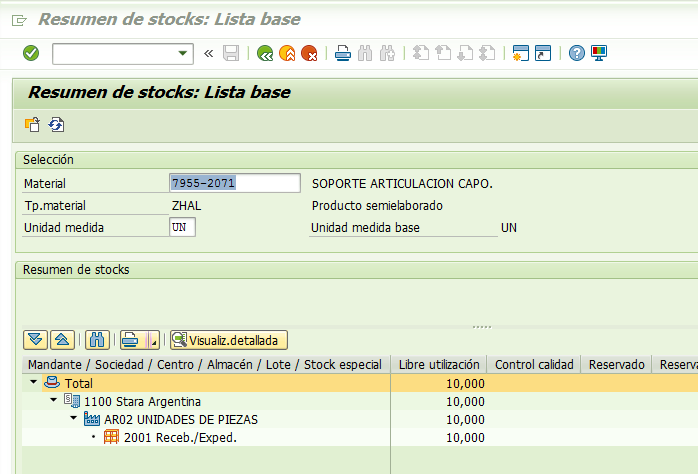 Resumen de stocks: Lista base
Resumen de stocks: Lista base
Selección
Material 7955-2071 SOPORTE ARTICULACION CAPO.
Tp.material ZHAL Producto semielaborado
Unidad medida UN Unidad medida base UN
Resumen de stocks
Visualiz.detallada
Mandante / Sociedad / Centro / Almacén / Lote / Stock especial Libre utilización Control calidad Reservado Reserva
Total 10,000
1100 Stara Argentina 10,000
AR02 UNIDADES DE PIEZAS 10,000
2001 Receb./Exped. 10,000